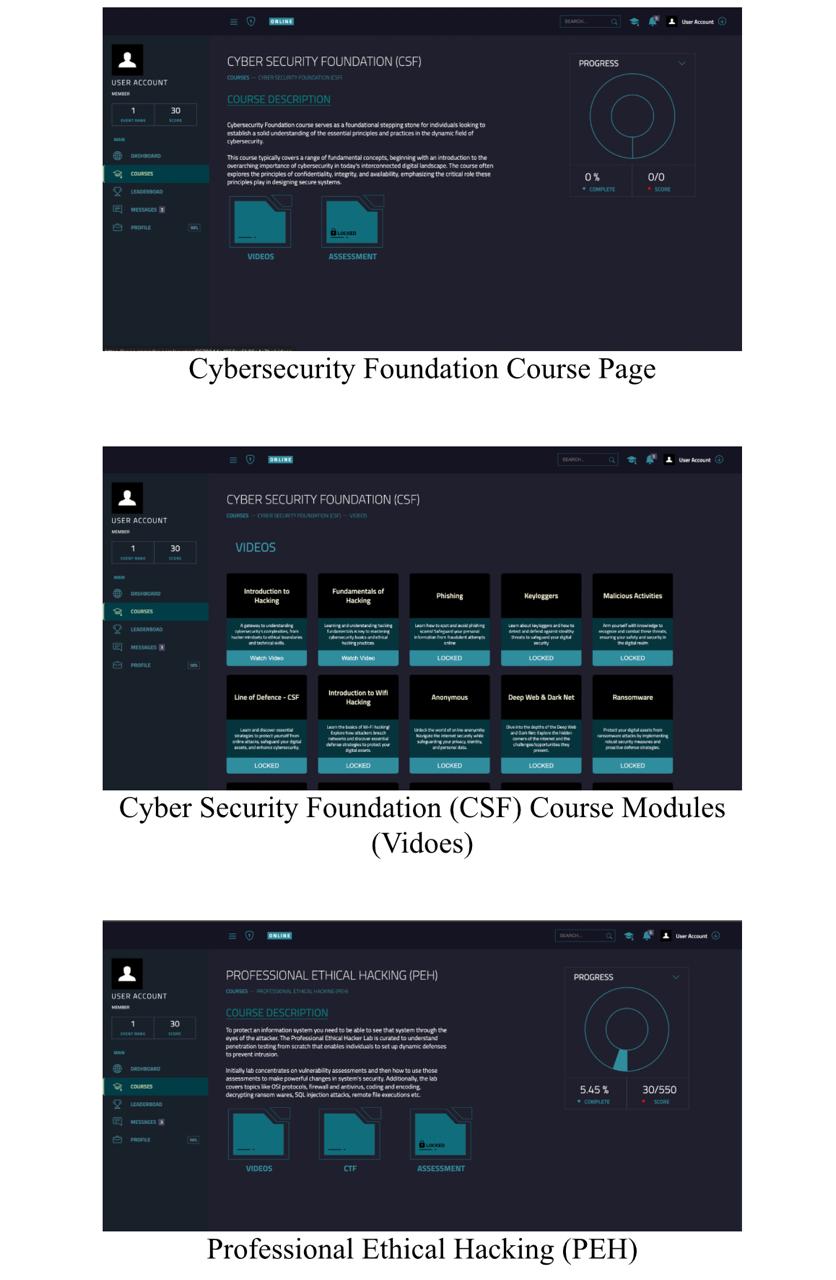 ONLINE
SEARCH...
User Account
USER ACCOUNT
MEMBER
1
30
EVENT RANK
SCORE
MAIN
DASHBOARD
COURSES
LEADERBOAD
MESSAGES
PROFILE
CYBER SECURITY FOUNDATION (CSF)
COURSES — CYBER SECURITY FOUNDATION (CSF)
COURSE DESCRIPTION
Cybersecurity Foundation course serves as a foundational stepping stone for individuals looking to
establish a solid understanding of the essential principles and practices in the dynamic field of
cybersecurity.
This course typically covers a range of fundamental concepts, beginning with an introduction to the
overarching importance of cybersecurity in today's interconnected digital landscape. The course often
explores the principles of confidentiality, integrity, and availability, emphasizing the critical role these
principles play in designing secure systems.
LOCKED
VIDEOS
ASSESSMENT
PROGRESS
0 %
COMPLETE
0/0
SCORE
Cybersecurity Foundation Course Page
ONLINE
SEARCH...
User Account
USER ACCOUNT
MEMBER
1
30
EVENT RANK
SCORE
MAIN
DASHBOARD
COURSES
LEADERBOAD
MESSAGES
PROFILE
CYBER SECURITY FOUNDATION (CSF)
COURSES — CYBER SECURITY FOUNDATION (CSF) — VIDEOS
VIDEOS
Introduction to
Hacking
A gateway to understanding
cybersecurity's complexities, from
hacker mindsets to ethical boundaries
and technical skills.
Watch Video
Fundamentals of
Hacking
Learning and understanding hacking
fundamentals is key to mastering
cybersecurity basics and ethical
hacking practices.
Watch Video
Phishing
Learn how to spot and avoid phishing
scams! Safeguard your personal
information from fraudulent attempts
online
LOCKED
Keyloggers
Learn about keyloggers and how to
detect and defend against stealthy
threats to safeguard your digital
security
LOCKED
Malicious Activities
Arm yourself with knowledge to
recognize and combat these threats,
ensuring your safety and security in
the digital realm
LOCKED
Line of Defence - CSF
Learn and discover essential
strategies to protect yourself from
online attacks, safeguard your digital
assets, and enhance cybersecurity.
LOCKED
Introduction to Wifi
Hacking
Learn the basics of Wi-Fi hacking!
Explore how attackers breach
networks and discover essential
defense strategies to protect your
digital assets.
LOCKED
Anonymous
Unlock the world of online anonymity.
Navigate the internet securely while
safeguarding your privacy, identity,
and personal data.
LOCKED
Deep Web & Dark Net
Dive into the depths of the Deep Web
and Dark Net: Explore the hidden
corners of the internet and the
challenges/opportunities they
present.
LOCKED
Ransomware
Protect your digital assets from
ransomware attacks by implementing
robust security measures and
proactive defense strategies.
LOCKED
Cyber Security Foundation (CSF) Course Modules
(Vidoes)
ONLINE
SEARCH...
User Account
USER ACCOUNT
MEMBER
1
30
EVENT RANK
SCORE
MAIN
DASHBOARD
COURSES
LEADERBOAD
MESSAGES
PROFILE
PROFESSIONAL ETHICAL HACKING (PEH)
COURSES — PROFESSIONAL ETHICAL HACKING (PEH)
COURSE DESCRIPTION
To protect an information system you need to be able to see that system through the
eyes of the attacker. The Professional Ethical Hacker Lab is curated to understand
penetration testing from scratch that enables individuals to set up dynamic defenses
to prevent intrusion.
Initially lab concentrates on vulnerability assessments and then how to use those
assessments to make powerful changes in system's security. Additionally, the lab
covers topics like OSI protocols, firewall and antivirus, coding and encoding,
decrypting ransom wares, SQL injection attacks, remote file executions etc.
LOCKED
VIDEOS
CTF
ASSESSMENT
PROGRESS
5.45 %
COMPLETE
30/550
SCORE
Professional Ethical Hacking (PEH)